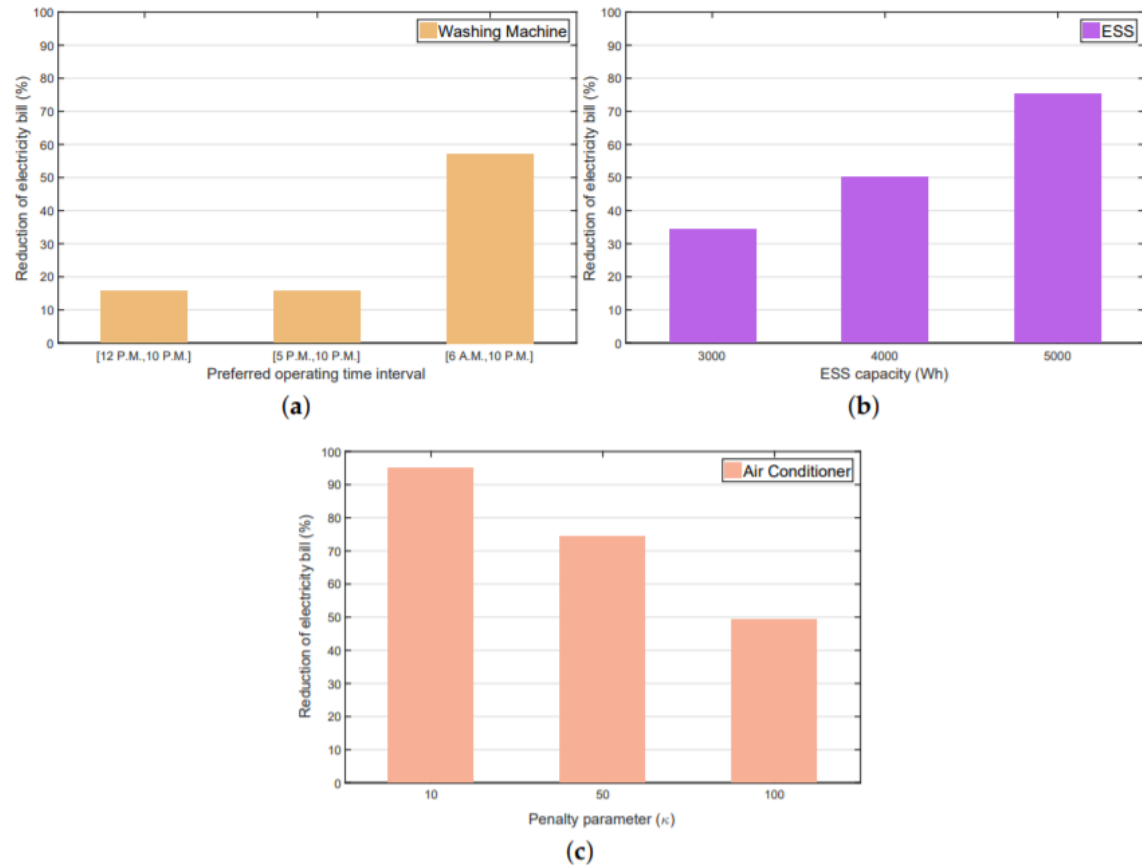 Reduction of electricity bill (%)
100
90
80
70
60
50
40
30
20
10
0
Washing Machine
[12 P.M.,10 P.M.] [5 P.M.,10 P.M.] [6 A.M.,10 P.M.]
Preferred operating time interval
(a)
Reduction of electricity bill (%)
100
90
80
70
60
50
40
30
20
10
0
ESS
3000 4000 5000
ESS capacity (Wh)
(b)
Reduction of electricity bill (%)
100
90
80
70
60
50
40
30
20
10
0
Air Conditioner
10 50 100
Penalty parameter (κ)
(c)